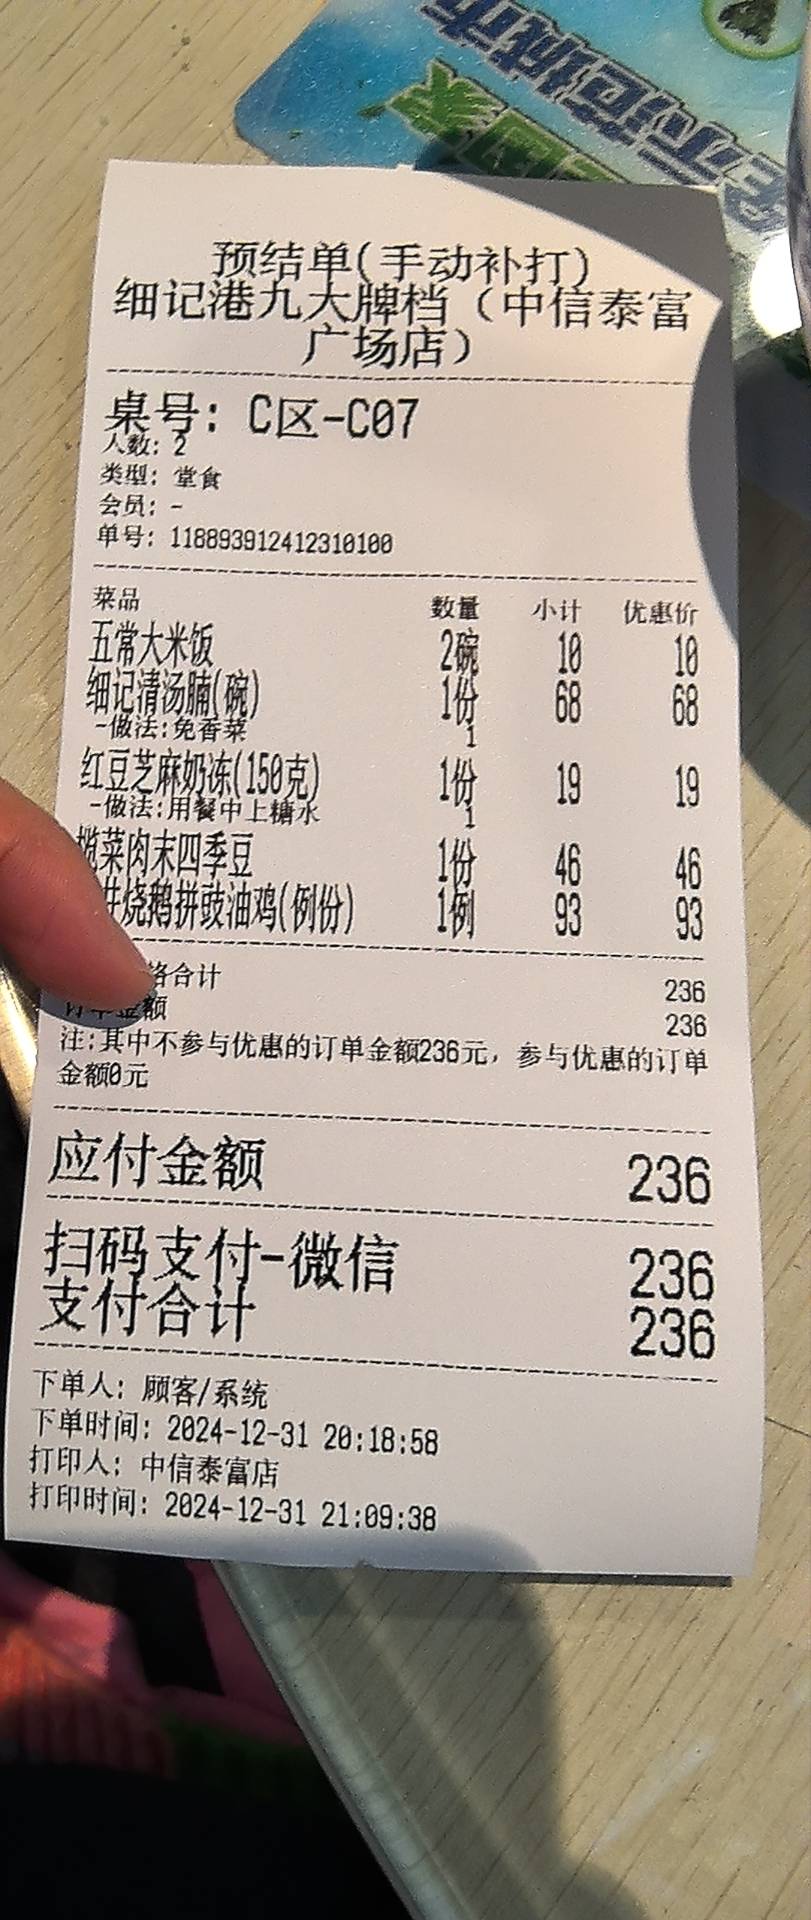 示范城市
国家
预结单(手动补打)
细记港九大牌档（中信泰富
广场店）
桌号: C区-C07
人数: 2
类型: 堂食
会员: -
单号: 118893912412310100
菜品 数量 小计 优惠价
五常大米饭 2碗 10 10
细记清汤腩(碗) 1份 68 68
-做法:免香菜 1
红豆芝麻奶冻(150克) 1份 19 19
-做法:用餐中上糖水 1
榄菜肉末四季豆 1份 46 46
烧鹅拼豉油鸡(例份) 1例 93 93
合计 236
订单金额 236
注:其中不参与优惠的订单金额236元, 参与优惠的订单
金额0元
应付金额 236
扫码支付-微信 236
支付合计 236
下单人: 顾客/系统
下单时间: 2024-12-31 20:18:58
打印人: 中信泰富店
打印时间: 2024-12-31 21:09:38